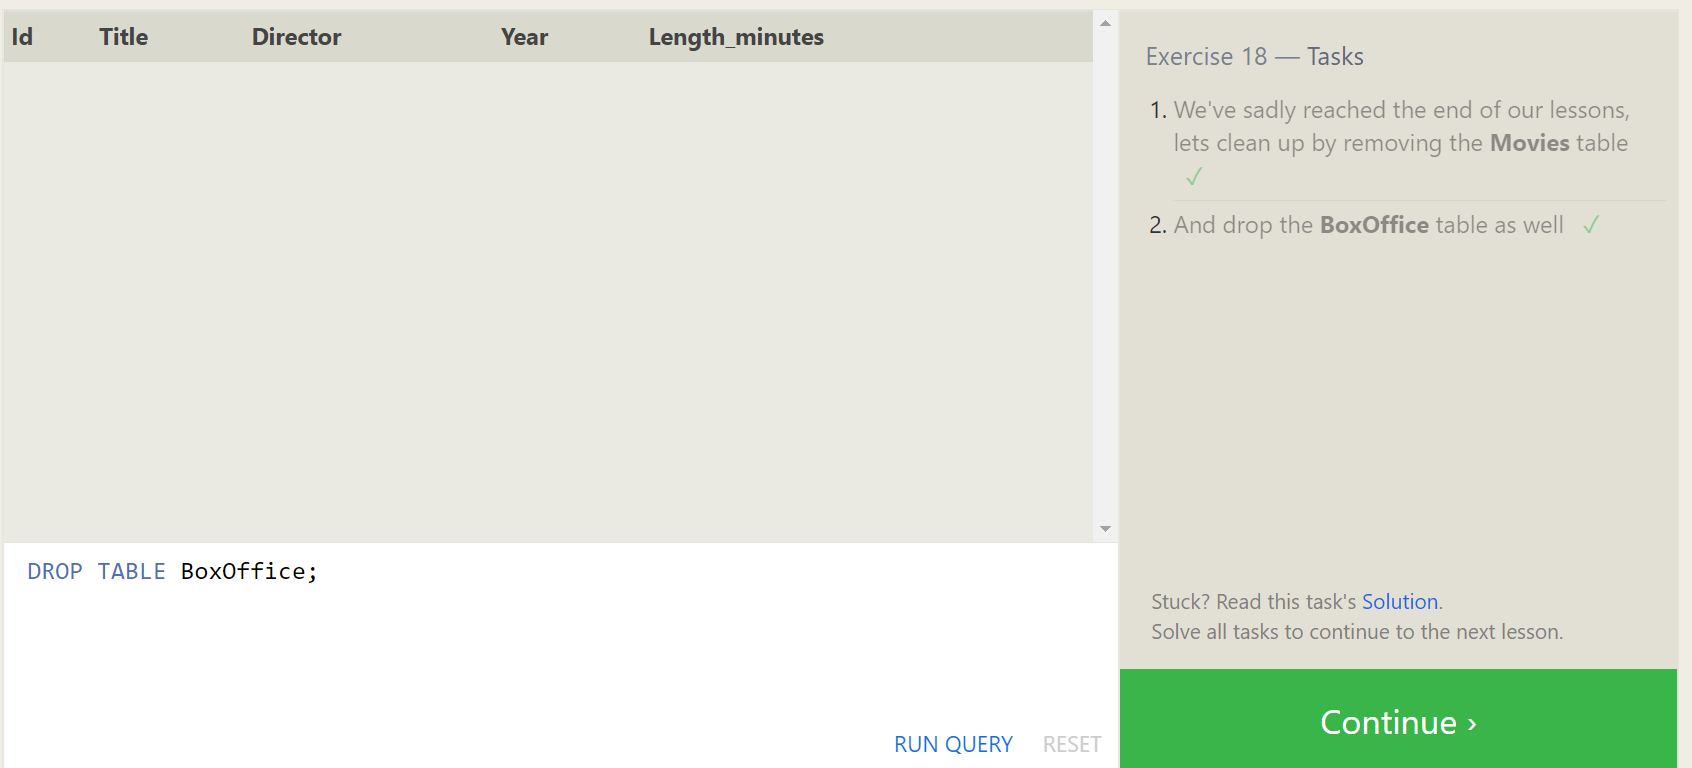 Id Title Director Year Length_minutes
Exercise 18 — Tasks
1. We've sadly reached the end of our lessons,
lets clean up by removing the Movies table
✓
2. And drop the BoxOffice table as well ✓
DROP TABLE BoxOffice;
Stuck? Read this task's Solution.
Solve all tasks to continue to the next lesson.
RUN QUERY RESET
Continue ›